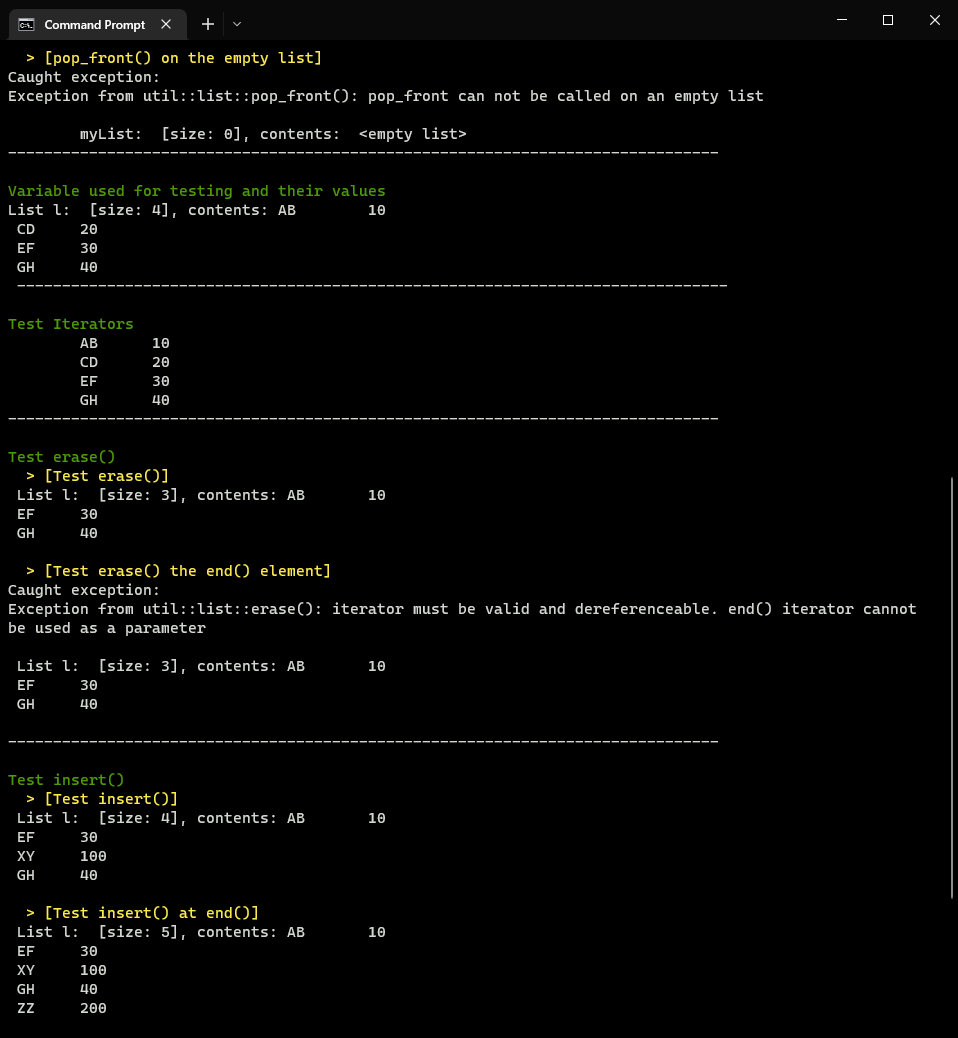 Command Prompt
> [pop_front() on the empty list]
Caught exception:
Exception from util::list::pop_front(): pop_front can not be called on an empty list
myList:  [size: 0], contents:  <empty list>
-------------------------------------------------------------------------------
Variable used for testing and their values
List l:  [size: 4], contents: AB        10
CD     20
EF     30
GH     40
-------------------------------------------------------------------------------
Test Iterators
AB      10
CD      20
EF      30
GH      40
-------------------------------------------------------------------------------
Test erase()
> [Test erase()]
List l:  [size: 3], contents: AB       10
EF     30
GH     40
> [Test erase() the end() element]
Caught exception:
Exception from util::list::erase(): iterator must be valid and dereferenceable. end() iterator cannot
be used as a parameter
List l:  [size: 3], contents: AB       10
EF     30
GH     40
-------------------------------------------------------------------------------
Test insert()
> [Test insert()]
List l:  [size: 4], contents: AB       10
EF     30
XY     100
GH     40
> [Test insert() at end()]
List l:  [size: 5], contents: AB       10
EF     30
XY     100
GH     40
ZZ     200